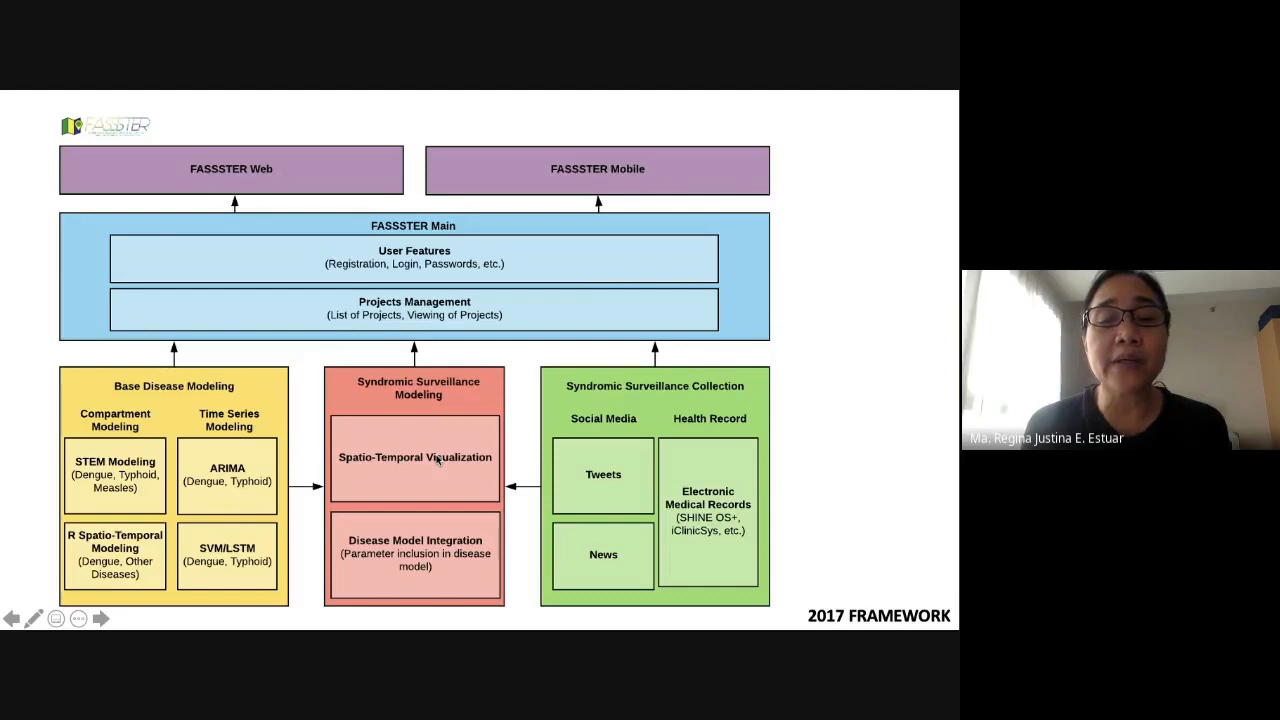 FASSSTER
FASSSTER Web
FASSSTER Mobile
FASSSTER Main
User Features
(Registration, Login, Passwords, etc.)
Projects Management
(List of Projects, Viewing of Projects)
Base Disease Modeling
Compartment
Modeling
Time Series
Modeling
STEM Modeling
(Dengue, Typhoid,
Measles)
ARIMA
(Dengue, Typhoid)
R Spatio-Temporal
Modeling
(Dengue, Other
Diseases)
SVM/LSTM
(Dengue, Typhoid)
Syndromic Surveillance
Modeling
Spatio-Temporal Visualization
Disease Model Integration
(Parameter inclusion in disease
model)
Syndromic Surveillance Collection
Social Media
Health Record
Tweets
News
Electronic
Medical Records
(SHINE OS+,
iClinicSys, etc.)
2017 FRAMEWORK
Ma. Regina Justina E. Estuar